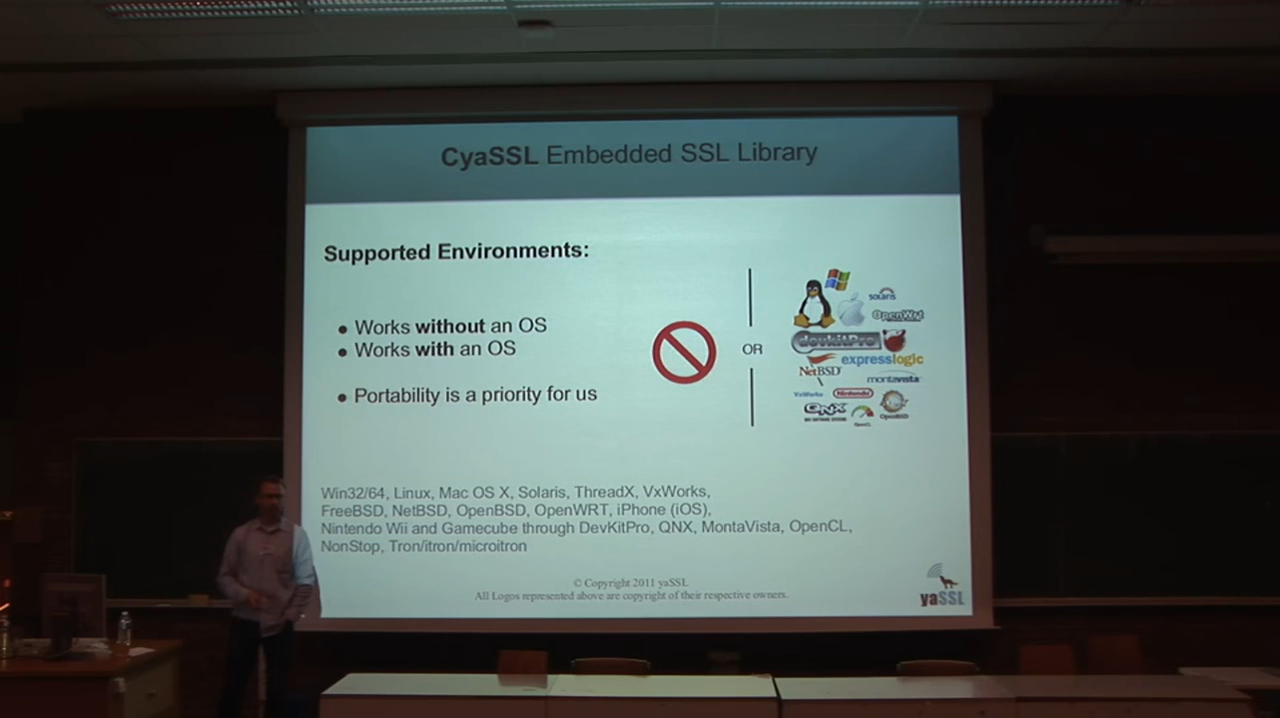 CyaSSL Embedded SSL Library
Supported Environments:
● Works without an OS
● Works with an OS
● Portability is a priority for us
OR
solaris
OpenWrt
devkitPro
expresslogic
NetBSD
montavista
VxWorks
Nintendo
QNX
OpenBSD
Win32/64, Linux, Mac OS X, Solaris, ThreadX, VxWorks,
FreeBSD, NetBSD, OpenBSD, OpenWRT, iPhone (iOS),
Nintendo Wii and Gamecube through DevKitPro, QNX, MontaVista, OpenCL,
NonStop, Tron/itron/microitron
© Copyright 2011 yaSSL
All Logos represented above are copyright of their respective owners.
yaSSL